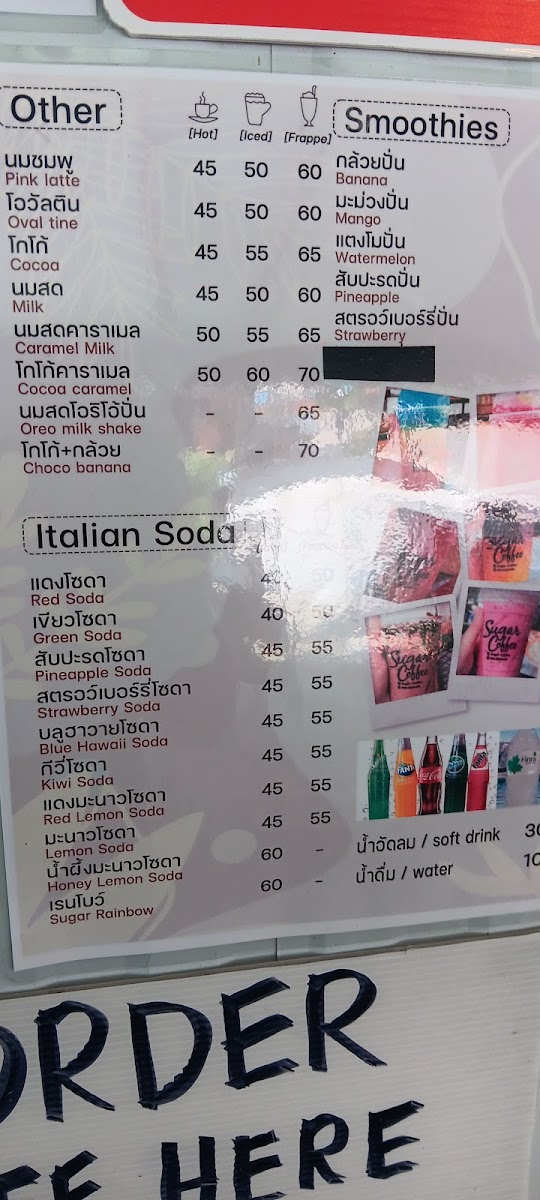 Other
[Hot] [Iced] [Frappe]
นมชมพู 45 50 60
Pink latte
โอวัลติน 45 50 60
Oval tine
โกโก้ 45 55 65
Cocoa
นมสด 45 50 60
Milk
นมสดคาราเมล 50 55 65
Caramel Milk
โกโก้คาราเมล 50 60 70
Cocoa caramel
นมสดโอริโอ้ปั่น - - 65
Oreo milk shake
โกโก้+กล้วย - - 70
Choco banana
Smoothies
กล้วยปั่น
Banana
มะม่วงปั่น
Mango
แตงโมปั่น
Watermelon
สับปะรดปั่น
Pineapple
สตรอว์เบอร์รี่ปั่น
Strawberry
Italian Soda
แดงโซดา 50
Red Soda
เขียวโซดา 40 50
Green Soda
สับปะรดโซดา 45 55
Pineapple Soda
สตรอว์เบอร์รี่โซดา 45 55
Strawberry Soda
บลูฮาวายโซดา 45 55
Blue Hawaii Soda
กีวี่โซดา 45 55
Kiwi Soda
แดงมะนาวโซดา 45 55
Red Lemon Soda
มะนาวโซดา 45 55
Lemon Soda
น้ำผึ้งมะนาวโซดา 60 -
Honey Lemon Soda
เรนโบว์ 60 -
Sugar Rainbow
Sugar Coffee
Sugar Coffee
Sugar Coffee
น้ำอัดลม / soft drink 30
น้ำดื่ม / water 10
ORDER
HERE